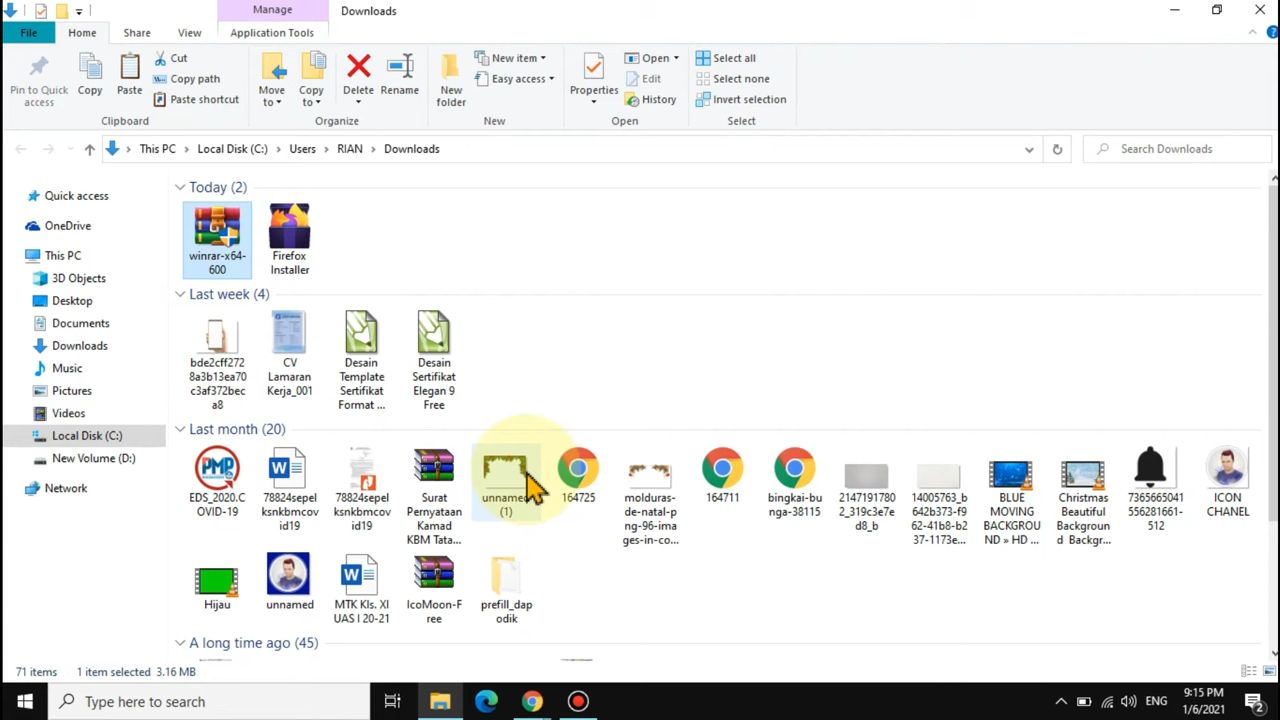 Manage
Downloads
File
Home
Share
View
Application Tools
Pin to Quick
access
Copy
Paste
Cut
Copy path
Paste shortcut
Clipboard
Move
to
Copy
to
Delete
Rename
Organize
New
folder
New item
Easy access
New
Properties
Open
Edit
History
Open
Select all
Select none
Invert selection
Select
This PC
Local Disk (C:)
Users
RIAN
Downloads
Search Downloads
Quick access
OneDrive
This PC
3D Objects
Desktop
Documents
Downloads
Music
Pictures
Videos
Local Disk (C:)
New Volume (D:)
Network
Today (2)
winrar-x64-
600
Firefox
Installer
Last week (4)
bde2cff272
8a3b13ea70
c3af372bec
a8
CV
Lamaran
Kerja_001
Desain
Template
Sertifikat
Format ...
Desain
Sertifikat
Elegan 9
Free
Last month (20)
PMP
EDS_2020.C
OVID-19
78824sepel
ksnkbmcov
id19
78824sepel
ksnkbmcov
id19
Surat
Pernyataan
Kamad
KBM Tata...
unnamed
(1)
164725
molduras-
de-natal-p
ng-96-ima
ges-in-co...
164711
bingkai-bu
nga-38115
2147191780
2_319c3e7e
d8_b
14005763_b
642b373-f9
62-41b8-b2
37-1173e...
BLUE
MOVING
BACKGROU
ND » HD ...
Christmas
Beautiful
Backgroun
d Backgr...
7365665041
556281661-
512
ICON
CHANEL
Hijau
unnamed
MTK Kls. XI
UAS I 20-21
IcoMoon-F
ree
prefill_dap
odik
A long time ago (45)
71 items
1 item selected 3.16 MB
Type here to search
ENG
9:15 PM
1/6/2021
2